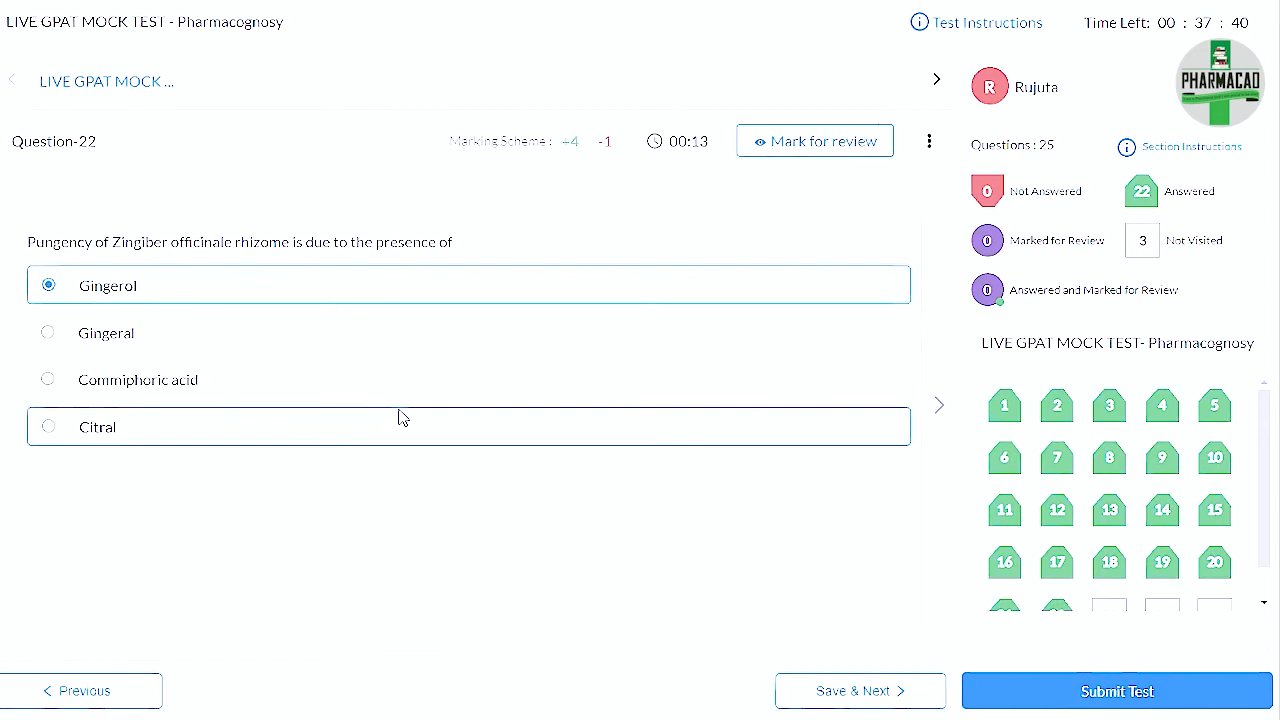 LIVE GPAT MOCK TEST - Pharmacognosy
Test Instructions
Time Left: 00 : 37 : 40
LIVE GPAT MOCK ...
R Rujuta
PHARMACAD
Question-22
Marking Scheme: +4 -1
00:13
Mark for review
Questions : 25
Section Instructions
0 Not Answered
22 Answered
0 Marked for Review
3 Not Visited
0 Answered and Marked for Review
Pungency of Zingiber officinale rhizome is due to the presence of
Gingerol
Gingeral
Commiphoric acid
Citral
LIVE GPAT MOCK TEST- Pharmacognosy
1 2 3 4 5
6 7 8 9 10
11 12 13 14 15
16 17 18 19 20
Previous
Save & Next
Submit Test